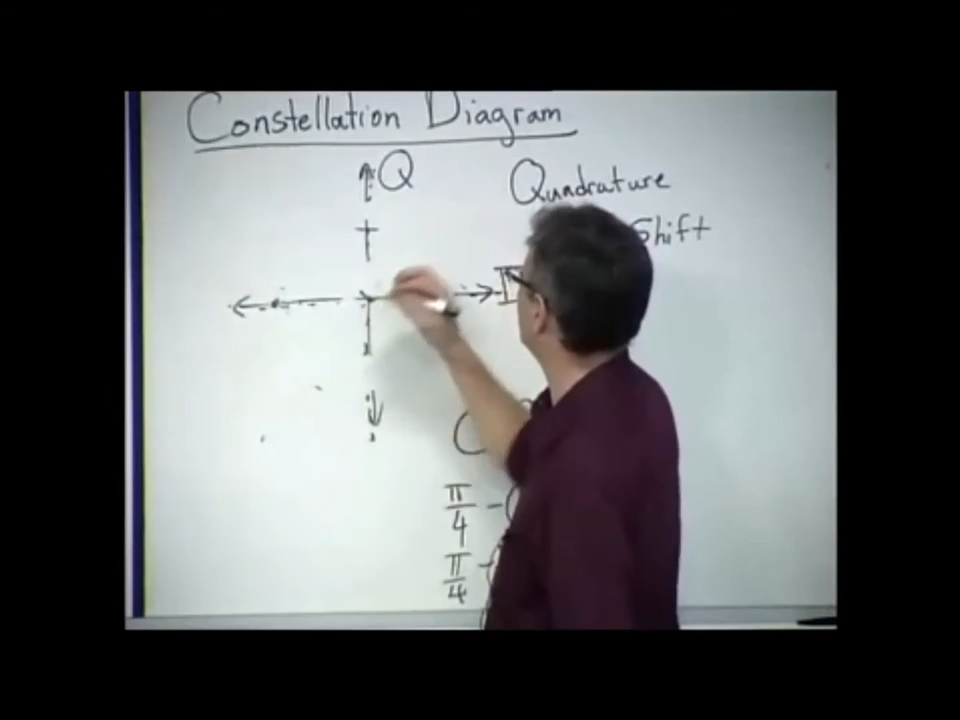 Constellation Diagram
Q
Quadrature
Shift
I
π/4 -
π/4 -